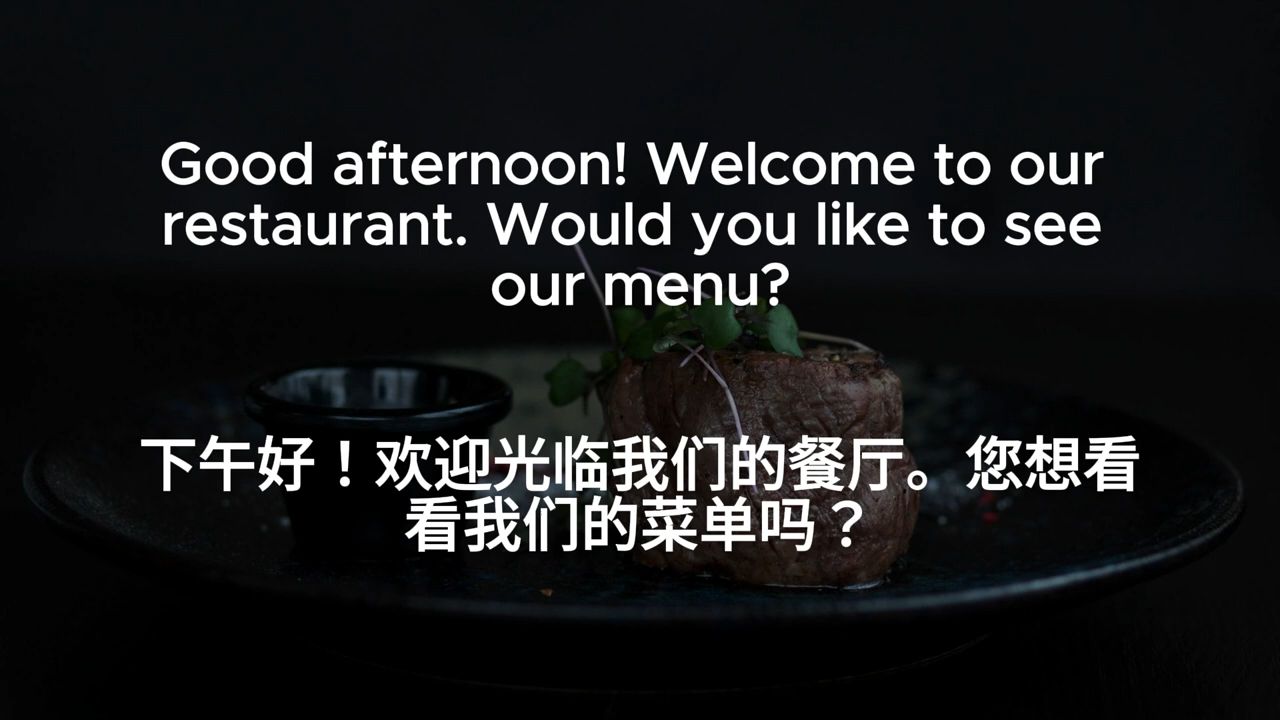 Good afternoon! Welcome to our
restaurant. Would you like to see
our menu?
下午好！欢迎光临我们的餐厅。您想看
看我们的菜单吗？